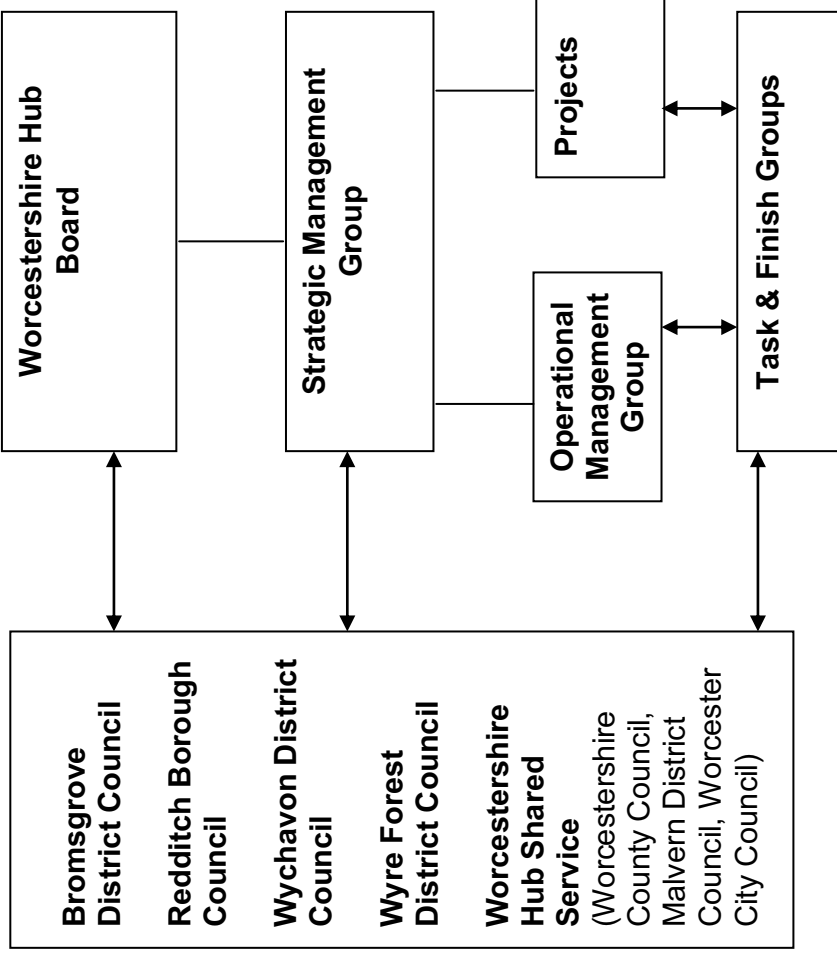 Worcestershire Hub
Board
Strategic Management
Group
Operational
Management
Group
Projects
Task & Finish Groups
Bromsgrove
District Council
Redditch Borough
Council
Wychavon District
Council
Wyre Forest
District Council
Worcestershire
Hub Shared
Service
(Worcestershire
County Council,
Malvern District
Council, Worcester
City Council)